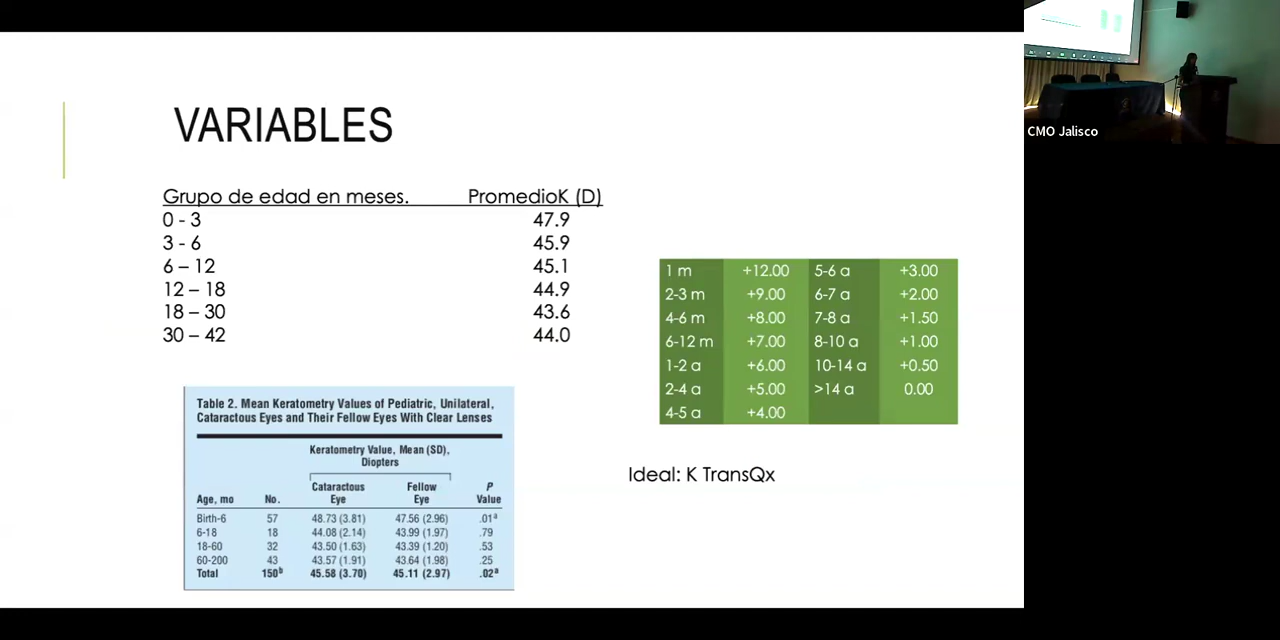 VARIABLES
Grupo de edad en meses. PromedioK (D)
0 - 3 47.9
3 - 6 45.9
6 – 12 45.1
12 – 18 44.9
18 – 30 43.6
30 – 42 44.0
1 m +12.00 5-6 a +3.00
2-3 m +9.00 6-7 a +2.00
4-6 m +8.00 7-8 a +1.50
6-12 m +7.00 8-10 a +1.00
1-2 a +6.00 10-14 a +0.50
2-4 a +5.00 >14 a 0.00
4-5 a +4.00
Table 2. Mean Keratometry Values of Pediatric, Unilateral,
Cataractous Eyes and Their Fellow Eyes With Clear Lenses
Keratometry Value, Mean (SD),
Diopters
Cataractous Fellow P
Age, mo No. Eye Eye Value
Birth-6 57 48.73 (3.81) 47.56 (2.96) .01a
6-18 18 44.08 (2.14) 43.99 (1.97) .79
18-60 32 43.50 (1.63) 43.39 (1.20) .53
60-200 43 43.57 (1.91) 43.64 (1.98) .25
Total 150b 45.58 (3.70) 45.11 (2.97) .02a
Ideal: K TransQx
CMO Jalisco